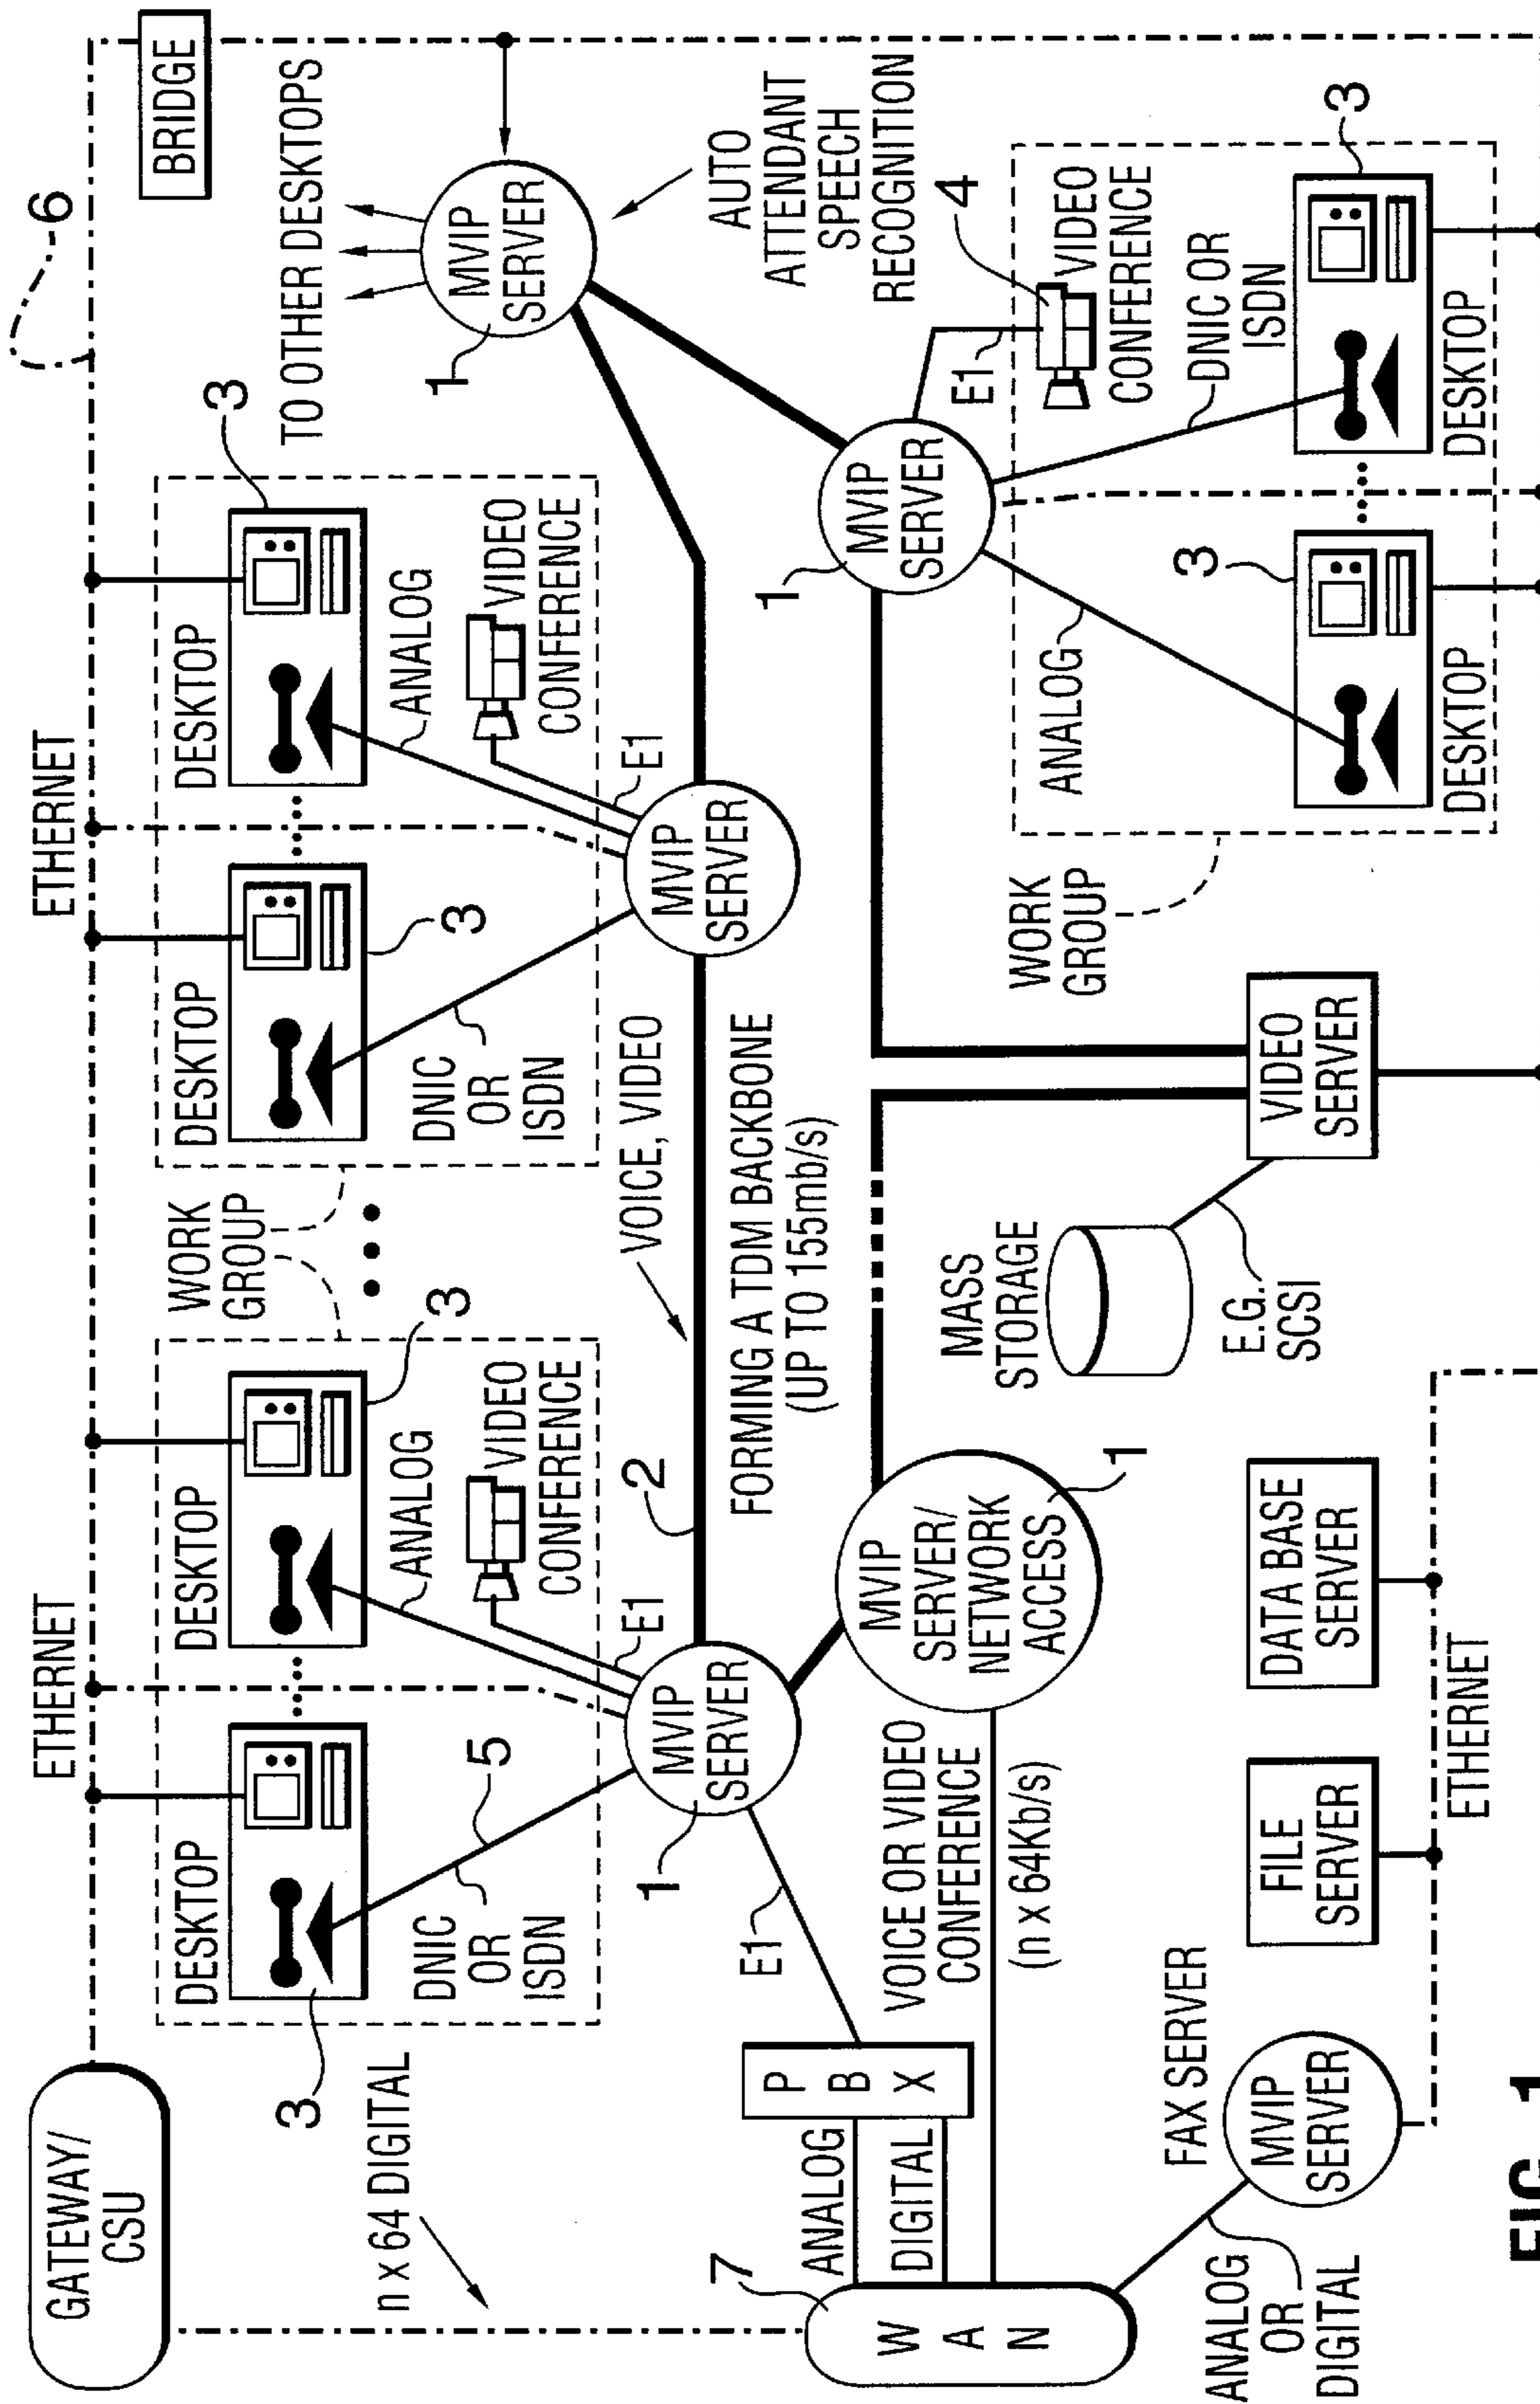 6
ETHERNET
ETHERNET
GATEWAY/
CSU
BRIDGE
DESKTOP
DESKTOP
WORK
GROUP
DESKTOP
DESKTOP
3
3
3
3
3
TO OTHER DESKTOPS
n x 64 DIGITAL
DNIC
OR
ISDN
5
ANALOG
VIDEO
CONFERENCE
DNIC
OR
ISDN
ANALOG
VIDEO
CONFERENCE
1
MVIP
SERVER
E1
E1
1
MVIP
SERVER
MVIP
SERVER
2
VOICE, VIDEO
FORMING A TDM BACKBONE
(UP TO 155mb/s)
AUTO
ATTENDANT
SPEECH
RECOGNITION
7
W
A
N
ANALOG
DIGITAL
P
B
X
E1
VOICE OR VIDEO
CONFERENCE
(n x 64Kb/s)
MVIP
SERVER/
NETWORK
ACCESS
1
1
MVIP
SERVER
E1
4
VIDEO
CONFERENCE
MASS
STORAGE
E.G.
SCSI
WORK
GROUP
ANALOG
DNIC OR
ISDN
3
3
ANALOG
OR
DIGITAL
FAX SERVER
MVIP
SERVER
FILE
SERVER
DATA BASE
SERVER
VIDEO
SERVER
DESKTOP
DESKTOP
ETHERNET
FIG. 1